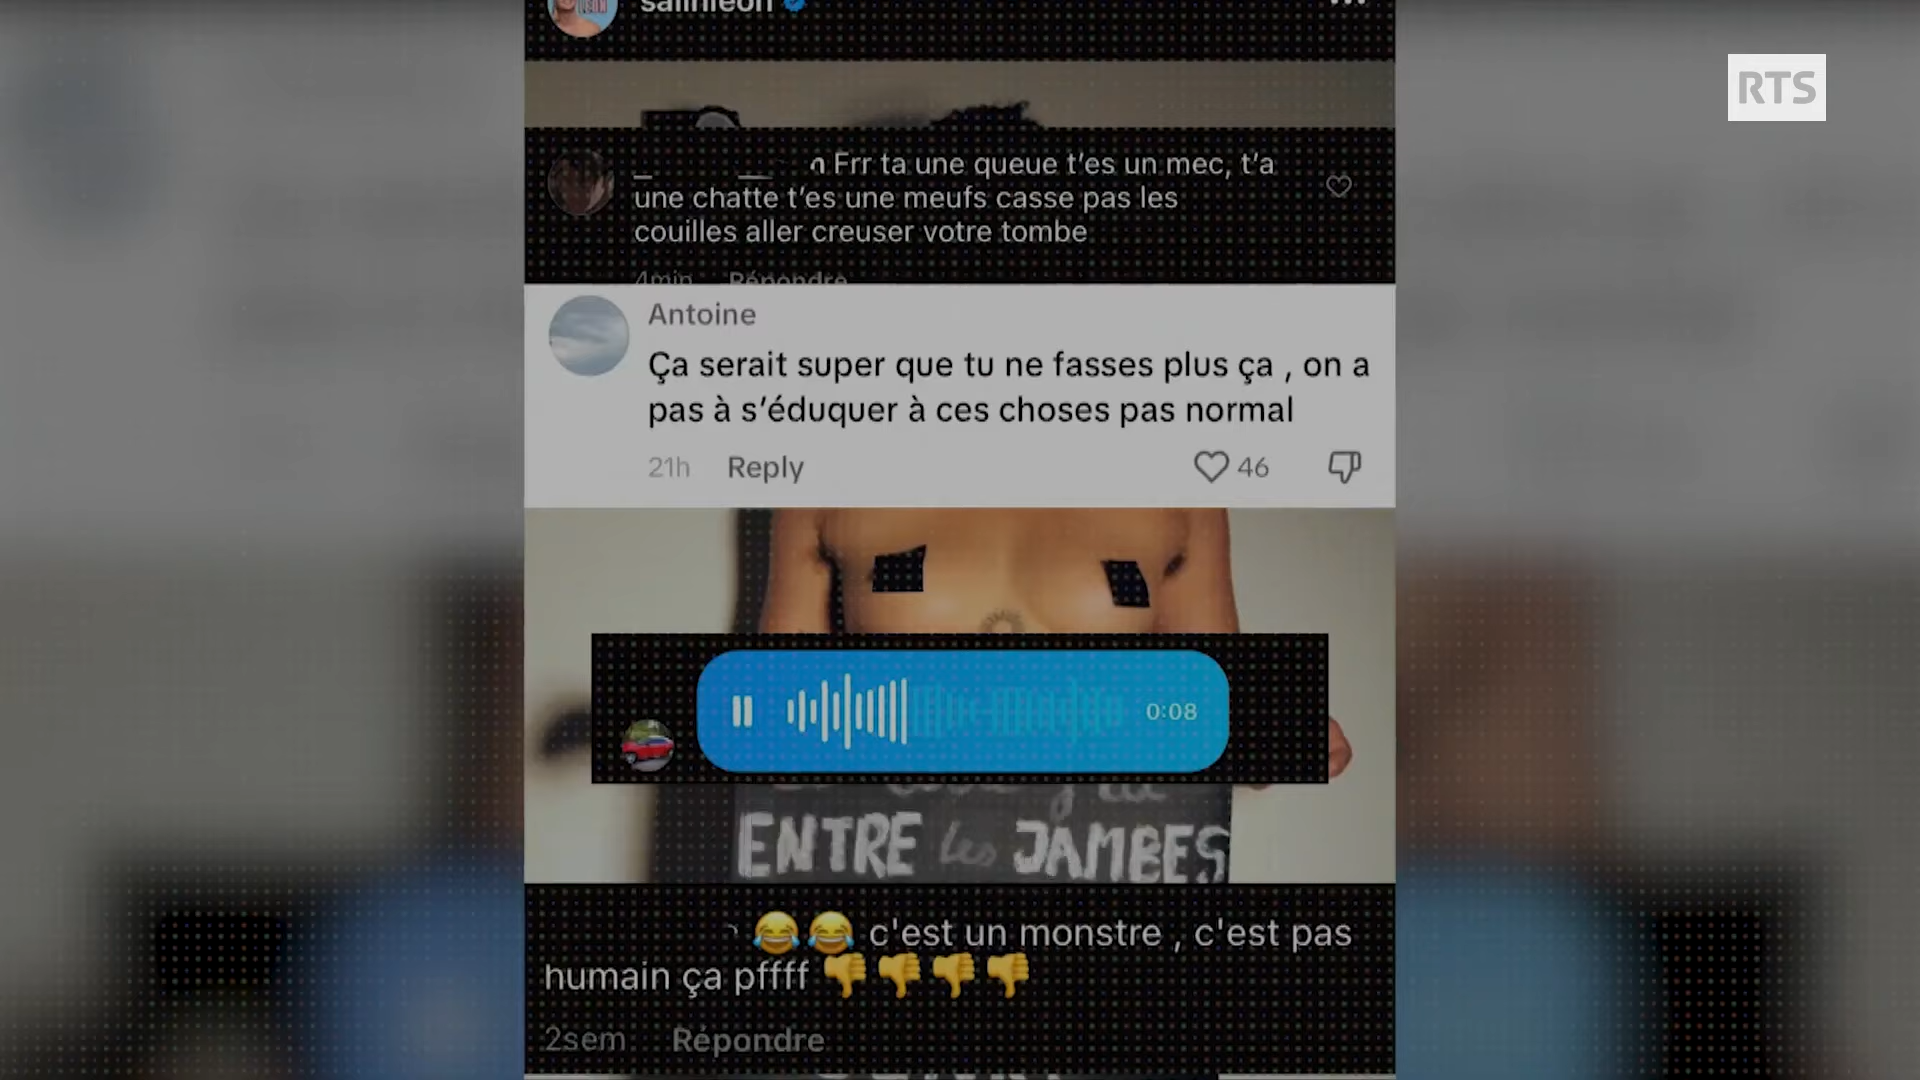 salinleon
RTS
n Frr ta une queue t'es un mec, t'a
une chatte t'es une meufs casse pas les
couilles aller creuser votre tombe
4min Répondre
Antoine
Ça serait super que tu ne fasses plus ça , on a
pas à s'éduquer à ces choses pas normal
21h Reply 46
0:08
ENTRE les JAMBES
😂😂 c'est un monstre , c'est pas
humain ça pffff 👎👎👎👎
2sem Répondre